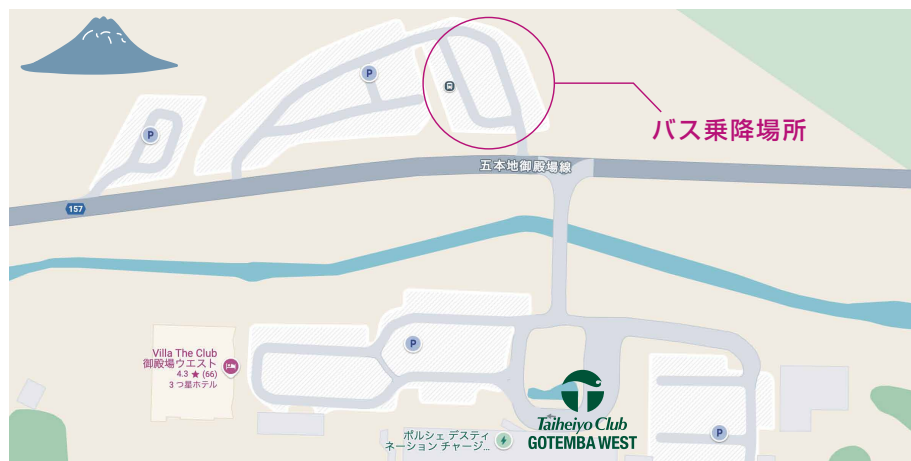 P
P
バス乗降場所
五本地御殿場線
157
P
Villa The Club
御殿場ウエスト
4.3 ★ (66)
3 つ星ホテル
Taiheiyo Club
GOTEMBA WEST
ポルシェ デスティ
ネーション チャージ...
P